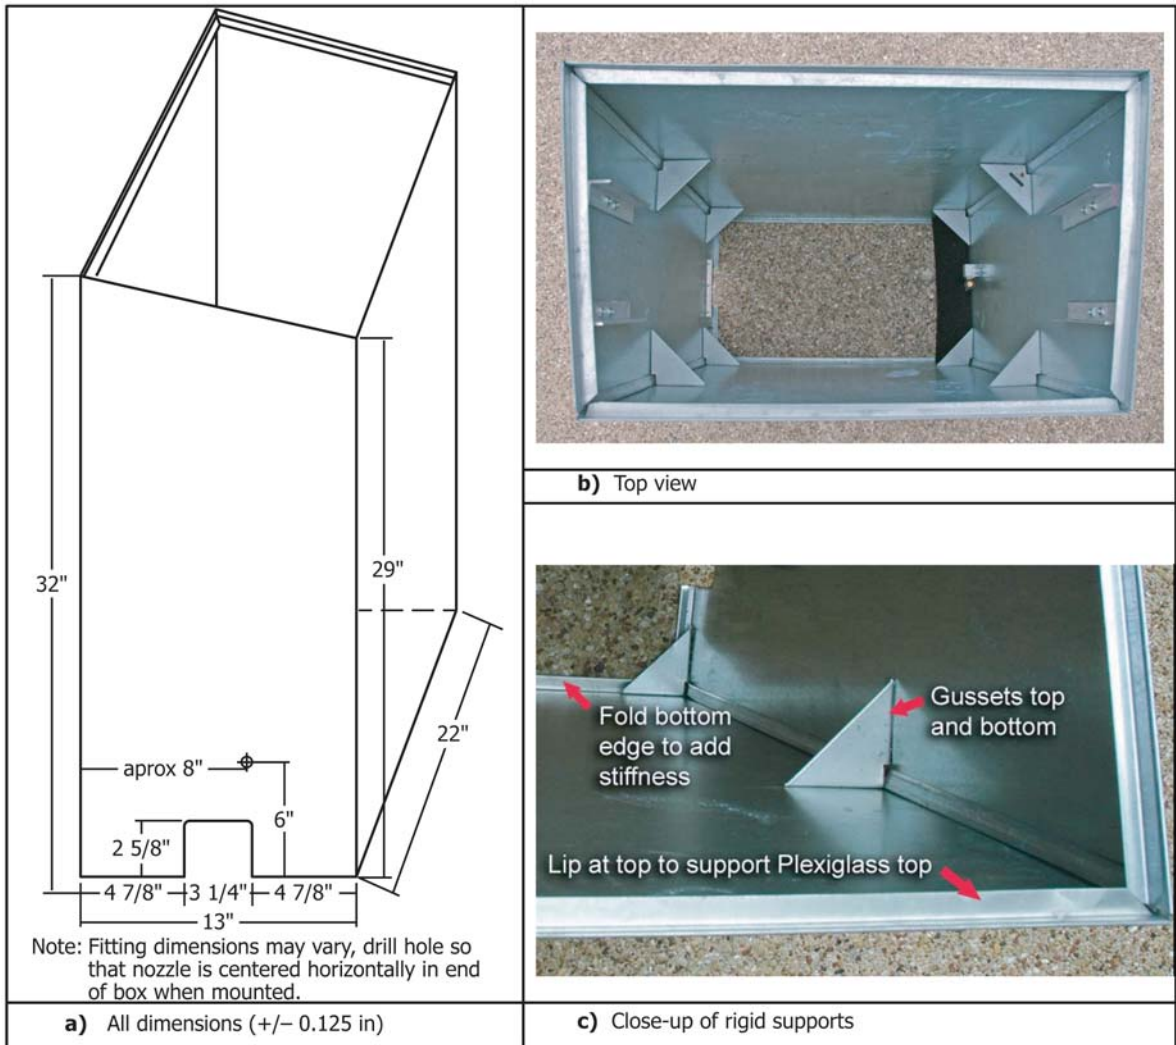 32"
29"
22"
aprox 8"
6"
2 5/8"
4 7/8"
3 1/4"
4 7/8"
13"
Note: Fitting dimensions may vary, drill hole so
that nozzle is centered horizontally in end
of box when mounted.
a) All dimensions (+/– 0.125 in)
b) Top view
Fold bottom
edge to add
stiffness
Gussets top
and bottom
Lip at top to support Plexiglass top
c) Close-up of rigid supports